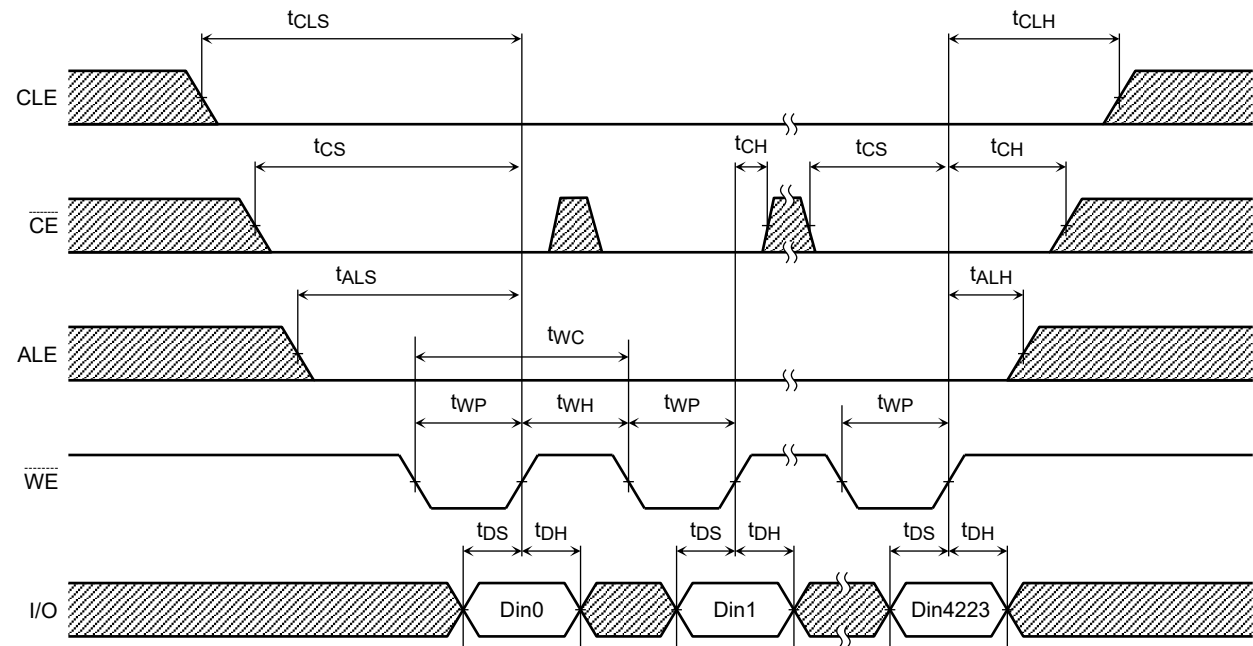 tCLS
tCLH
CLE
tCS
tCH
tCS
tCH
CE
tALS
tALH
ALE
tWC
tWP
tWH
tWP
tWP
WE
tDS
tDH
tDS
tDH
tDS
tDH
I/O
Din0
Din1
Din4223